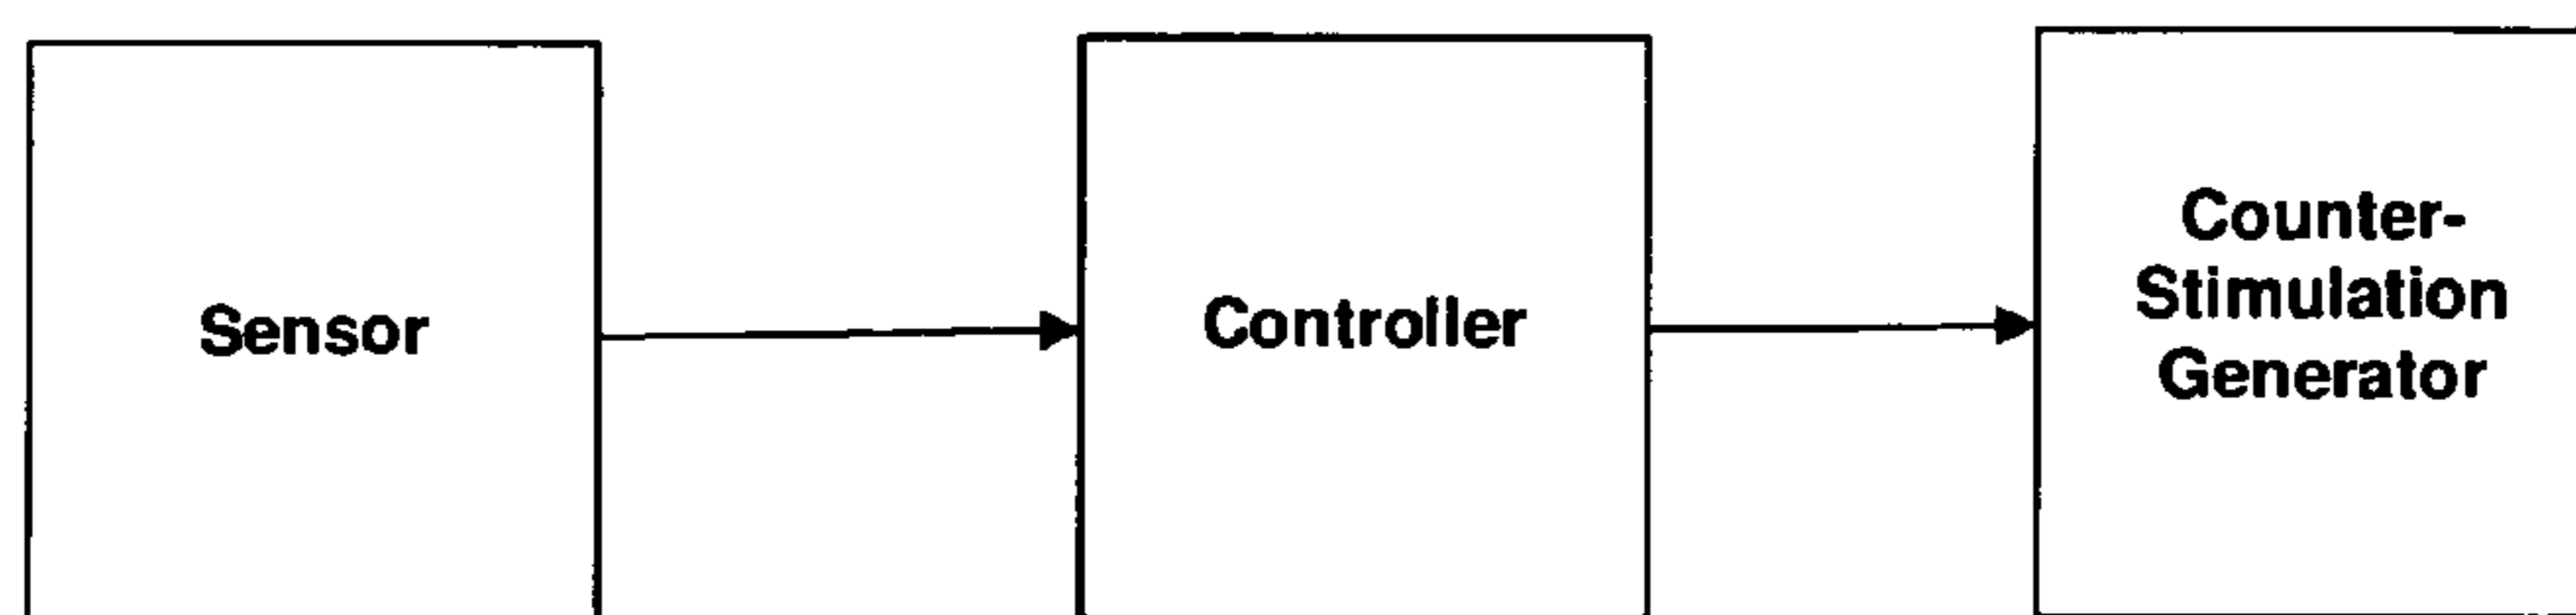 Sensor
Controller
Counter-
Stimulation
Generator